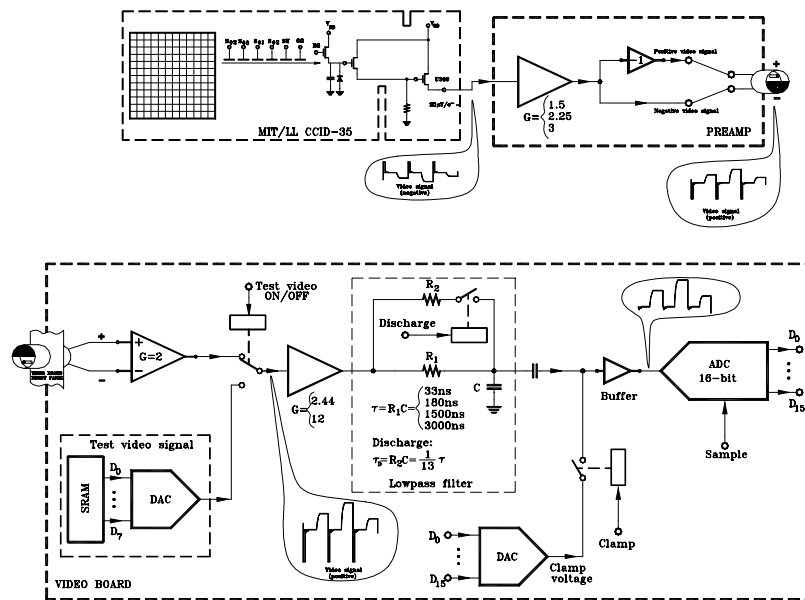 MIT/LL CCID-35
G=
1.5
2.25
3
-1
Positive video signal
Negative video signal
+
-
PREAMP
Video signal
(negative)
Video signal
(positive)
Test video
ON/OFF
R2
Discharge
R1
C
+
-
+
-
G=2
G=
2.44
12
τ=R1C=
33ns
180ns
1500ns
3000ns
Discharge:
τD=R2C= 1/13 τ
Lowpass filter
Buffer
ADC
16-bit
D0
D15
Sample
Test video signal
SRAM
D0
D7
DAC
Video signal
(positive)
D0
D15
DAC
Clamp
voltage
Clamp
VIDEO BOARD